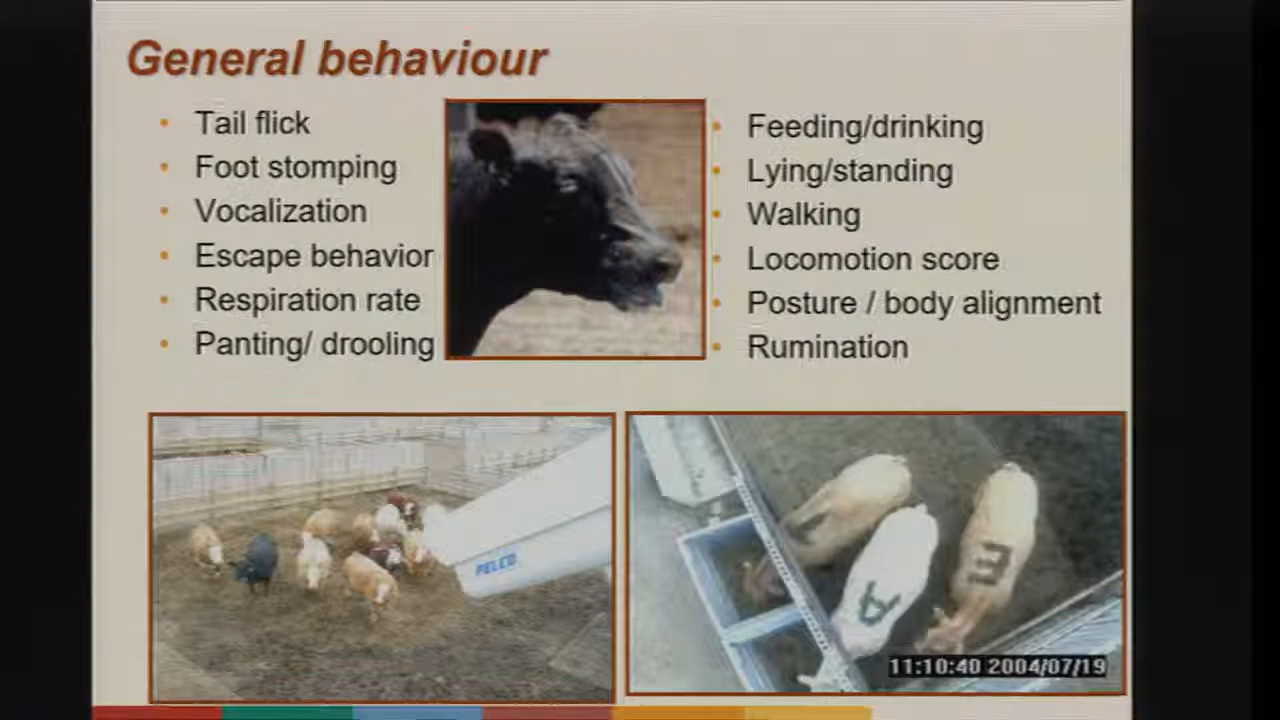 General behaviour
• Tail flick
• Foot stomping
• Vocalization
• Escape behavior
• Respiration rate
• Panting/ drooling
• Feeding/drinking
• Lying/standing
• Walking
• Locomotion score
• Posture / body alignment
• Rumination
PELCO
A
E
11:10:40 2004/07/19